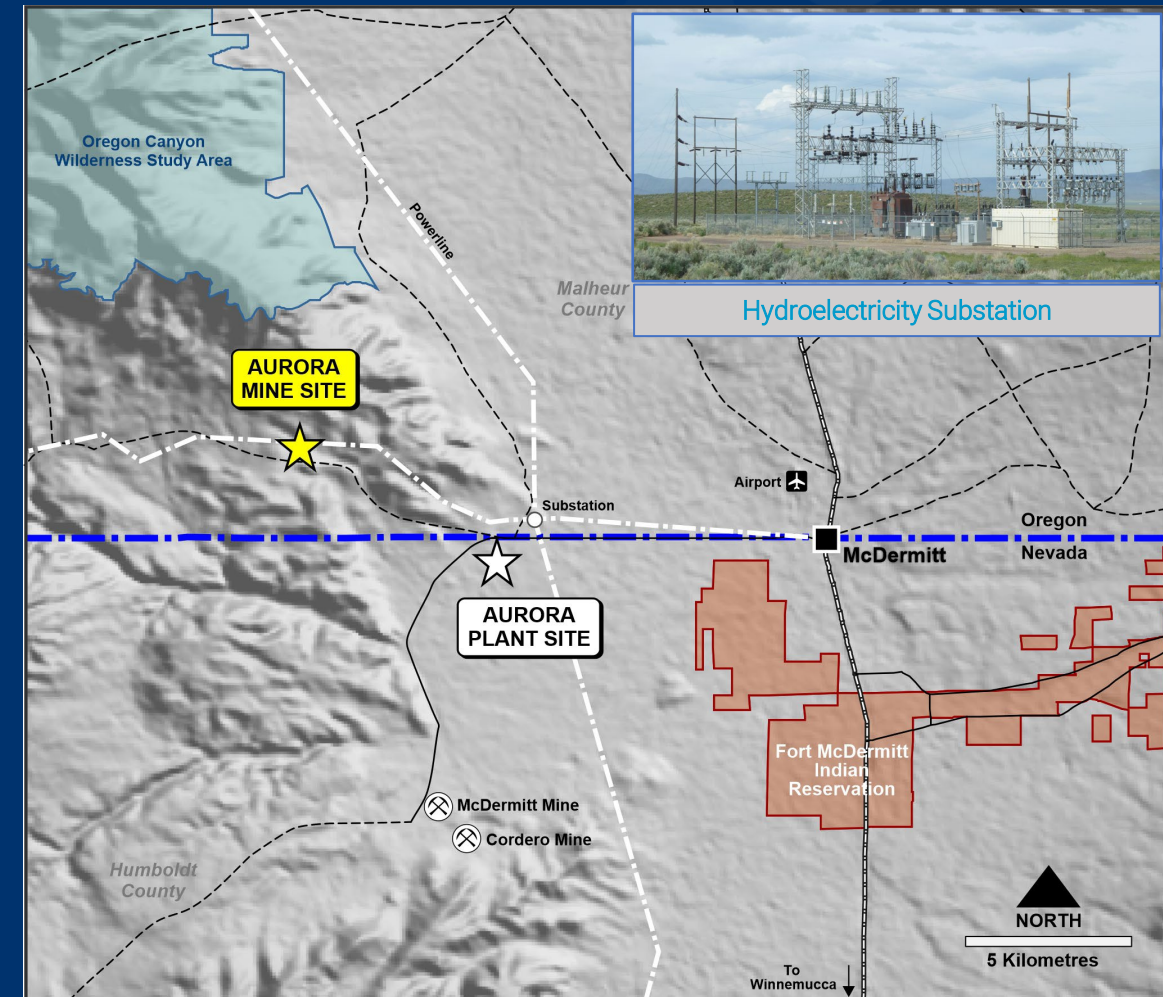 Oregon Canyon
Wilderness Study Area
Powerline
Malheur
County
Hydroelectricity Substation
AURORA
MINE SITE
Airport
Substation
Oregon
Nevada
McDermitt
AURORA
PLANT SITE
Fort McDermitt
Indian
Reservation
McDermitt Mine
Cordero Mine
Humboldt
County
NORTH
5 Kilometres
To
Winnemucca